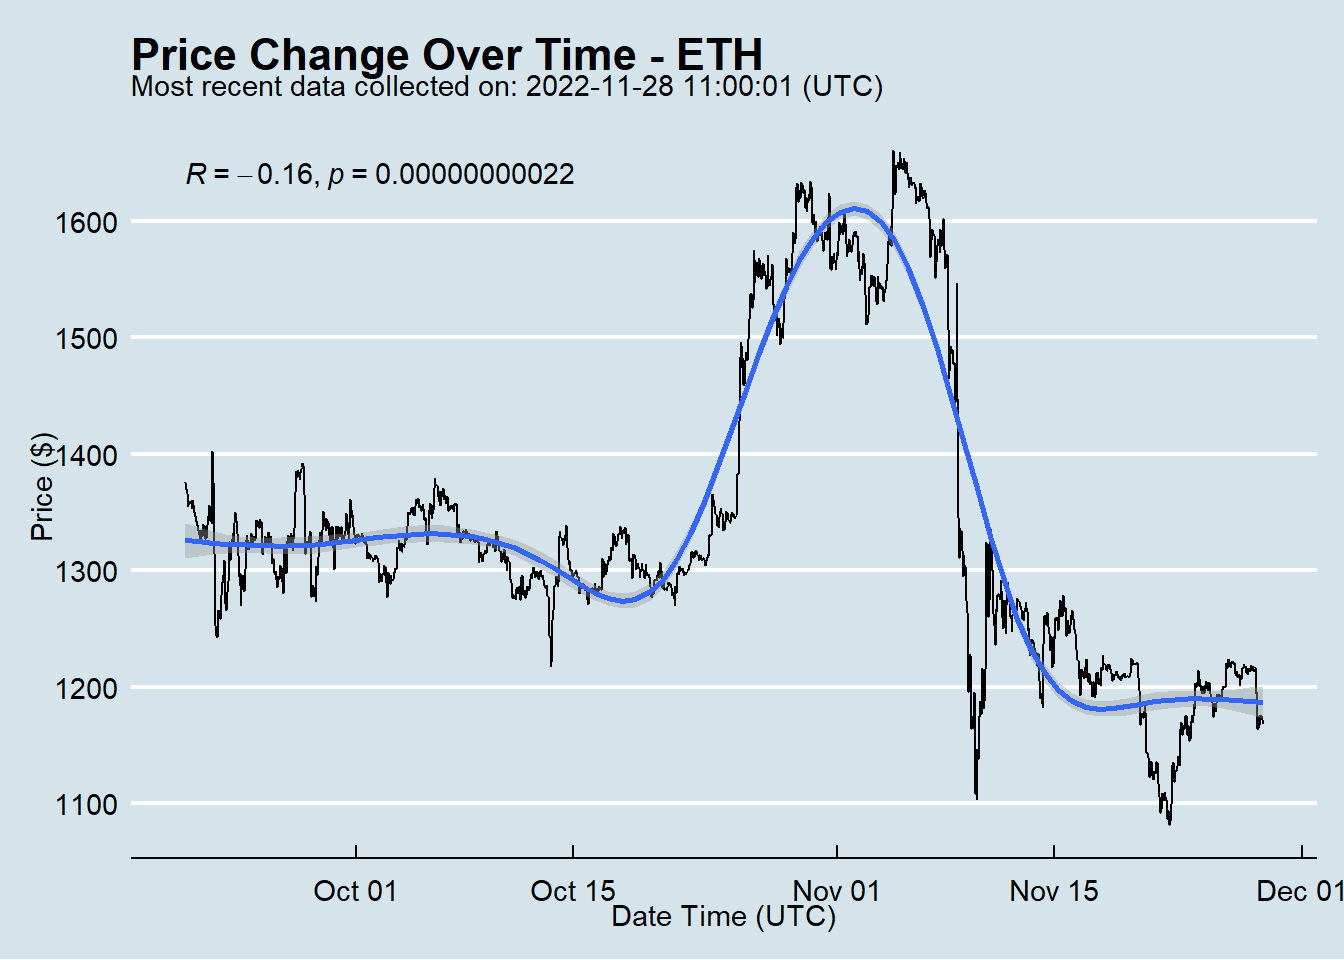 Price Change Over Time - ETH
Most recent data collected on: 2022-11-28 11:00:01 (UTC)
R = −0.16, p = 0.00000000022
1600
1500
1400
1300
1200
1100
Price ($)
Oct 01
Oct 15
Nov 01
Nov 15
Dec 01
Date Time (UTC)